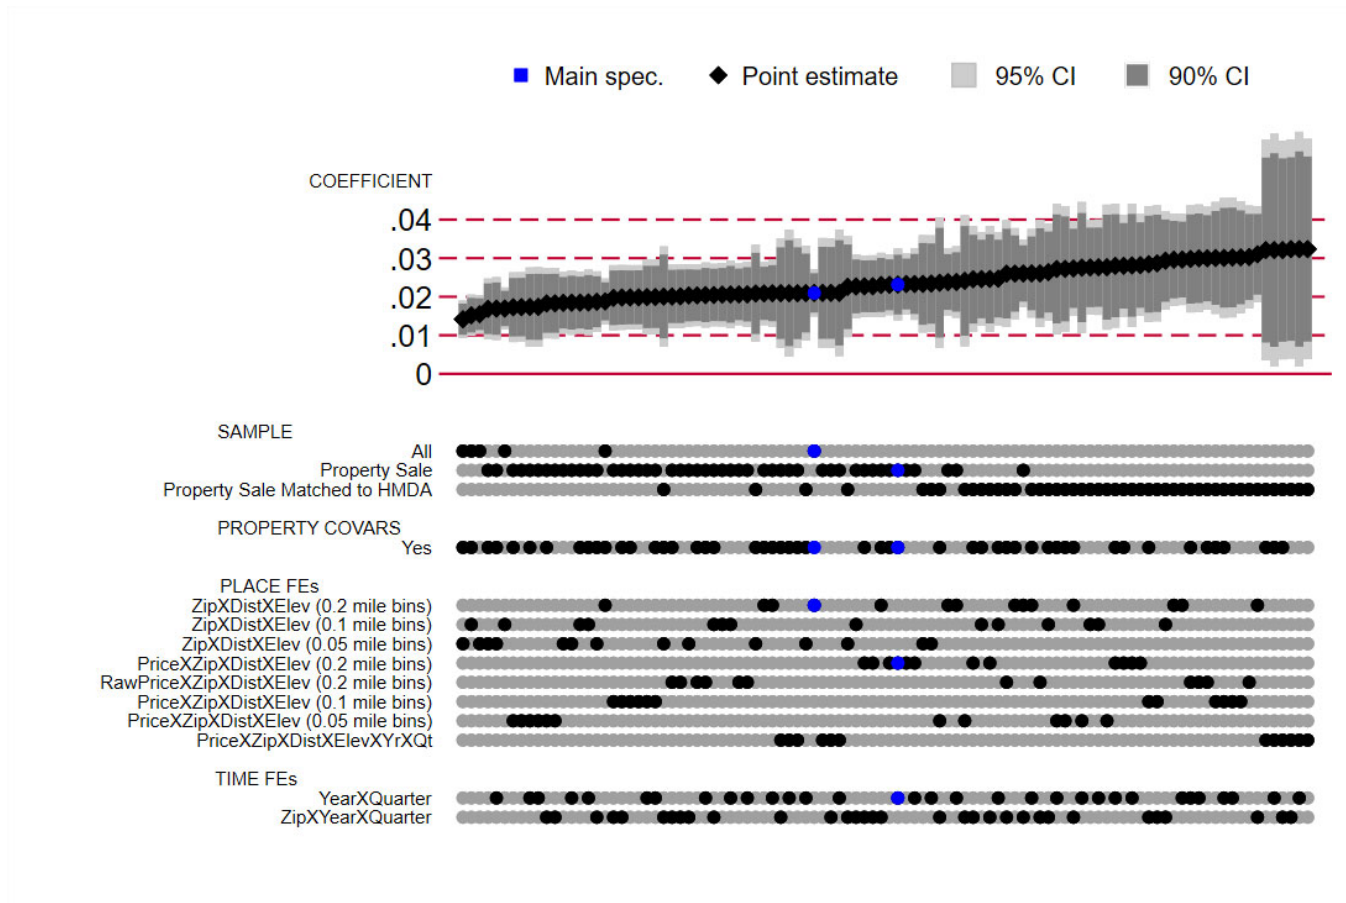 Main spec. Point estimate 95% CI 90% CI
COEFFICIENT
.04
.03
.02
.01
0
SAMPLE
All
Property Sale
Property Sale Matched to HMDA
PROPERTY COVARS
Yes
PLACE FEs
ZipXDistXElev (0.2 mile bins)
ZipXDistXElev (0.1 mile bins)
ZipXDistXElev (0.05 mile bins)
PriceXZipXDistXElev (0.2 mile bins)
RawPriceXZipXDistXElev (0.2 mile bins)
PriceXZipXDistXElev (0.1 mile bins)
PriceXZipXDistXElev (0.05 mile bins)
PriceXZipXDistXElevXYrXQt
TIME FEs
YearXQuarter
ZipXYearXQuarter